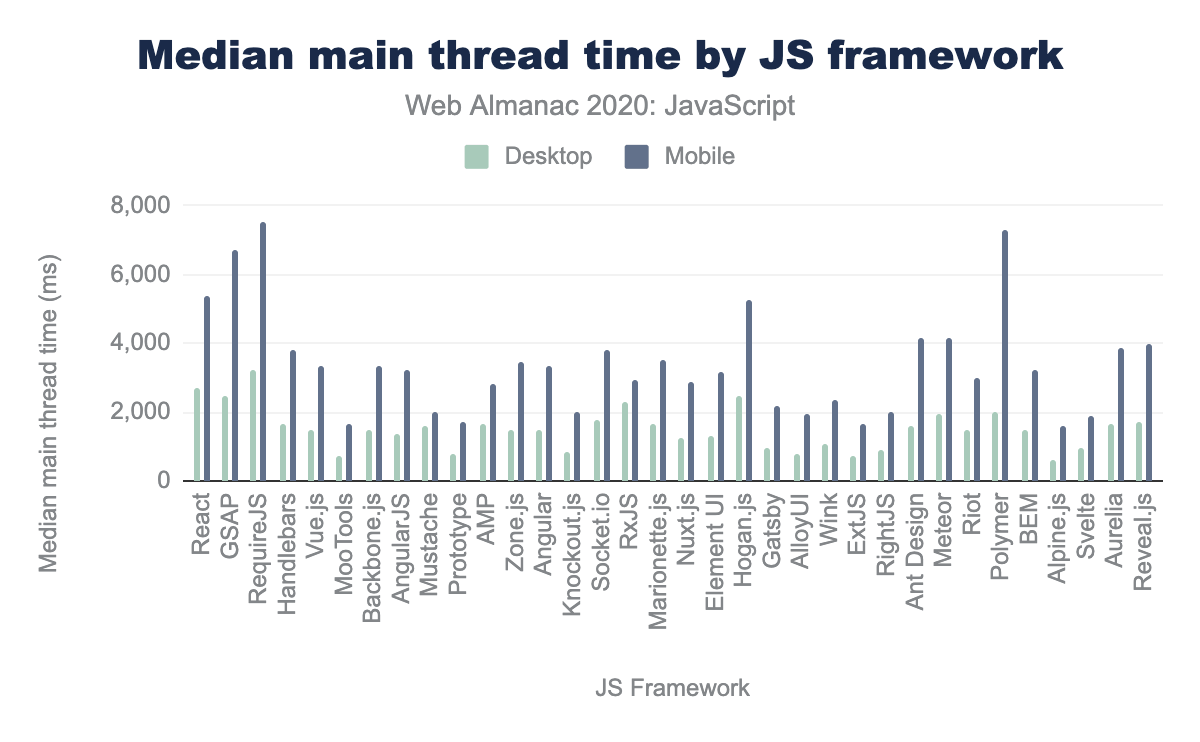 Median main thread time by JS framework
Web Almanac 2020: JavaScript
Desktop
Mobile
Median main thread time (ms)
8,000
6,000
4,000
2,000
0
React
GSAP
RequireJS
Handlebars
Vue.js
MooTools
Backbone.js
AngularJS
Mustache
Prototype
AMP
Zone.js
Angular
Knockout.js
Socket.io
RxJS
Marionette.js
Nuxt.js
Element UI
Hogan.js
Gatsby
AlloyUI
Wink
ExtJS
RightJS
Ant Design
Meteor
Riot
Polymer
BEM
Alpine.js
Svelte
Aurelia
Reveal.js
JS Framework